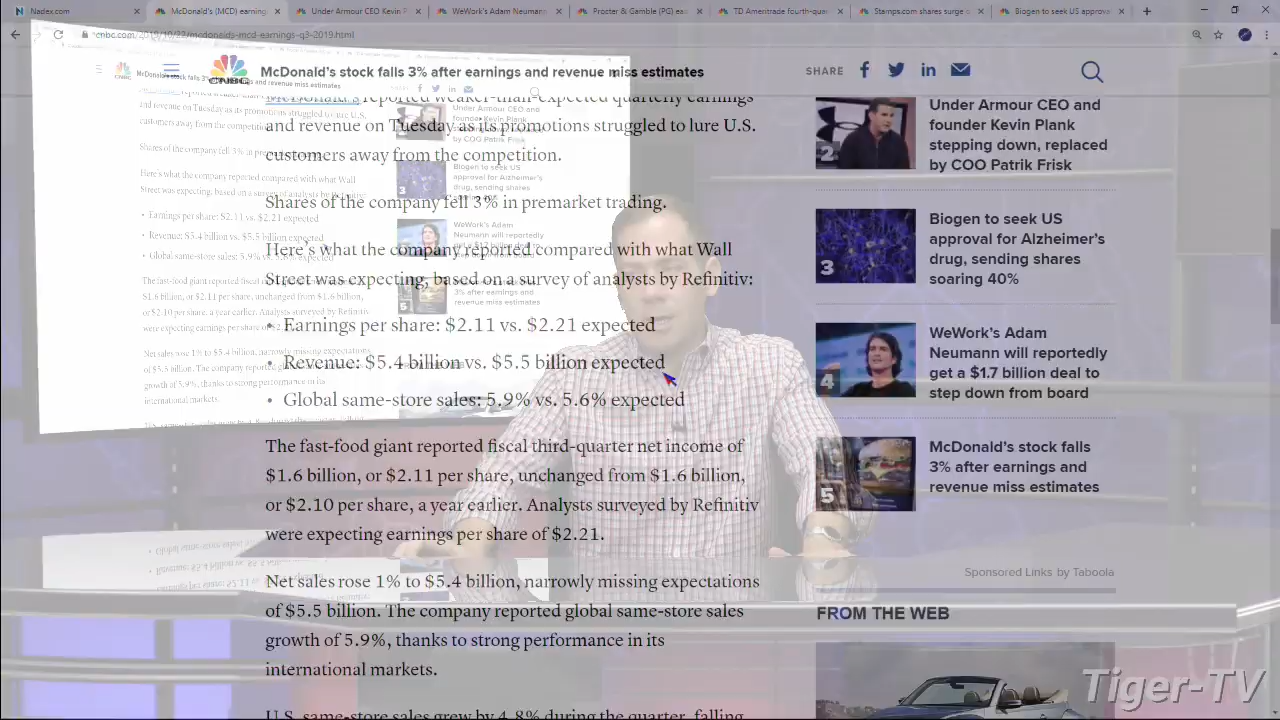 Nadex.com
McDonald's (MCD) earning
Under Armour CEO Kevin P
WeWork's Adam Neumann
Procter & Gamble (PG) ear
TD Ameritrade fourth-quar
Stamps.com shares surge o
Biogen to seek US approva
cnbc.com/2019/10/22/mcdonalds-mcd-earnings-q3-2019.html
McDonald's stock falls 3% after earnings and revenue miss estimates
SHARE
McDonald's reported weaker-than-expected quarterly earnings
and revenue on Tuesday as its promotions struggled to lure U.S.
customers away from the competition.
Shares of the company fell 3% in premarket trading.
Here's what the company reported compared with what Wall
Street was expecting, based on a survey of analysts by Refinitiv:
• Earnings per share: $2.11 vs. $2.21 expected
• Revenue: $5.4 billion vs. $5.5 billion expected
• Global same-store sales: 5.9% vs. 5.6% expected
The fast-food giant reported fiscal third-quarter net income of
$1.6 billion, or $2.11 per share, unchanged from $1.6 billion,
or $2.10 per share, a year earlier. Analysts surveyed by Refinitiv
were expecting earnings per share of $2.21.
Net sales rose 1% to $5.4 billion, narrowly missing expectations
of $5.5 billion. The company reported global same-store sales
growth of 5.9%, thanks to strong performance in its
international markets.
U.S. same-store sales grew by 4.8% during the quarter, falling
2
Under Armour CEO and
founder Kevin Plank
stepping down, replaced
by COO Patrik Frisk
3
Biogen to seek US
approval for Alzheimer's
drug, sending shares
soaring 40%
4
WeWork's Adam
Neumann will reportedly
get a $1.7 billion deal to
step down from board
5
McDonald's stock falls
3% after earnings and
revenue miss estimates
Sponsored Links by Taboola
FROM THE WEB
Tiger-TV